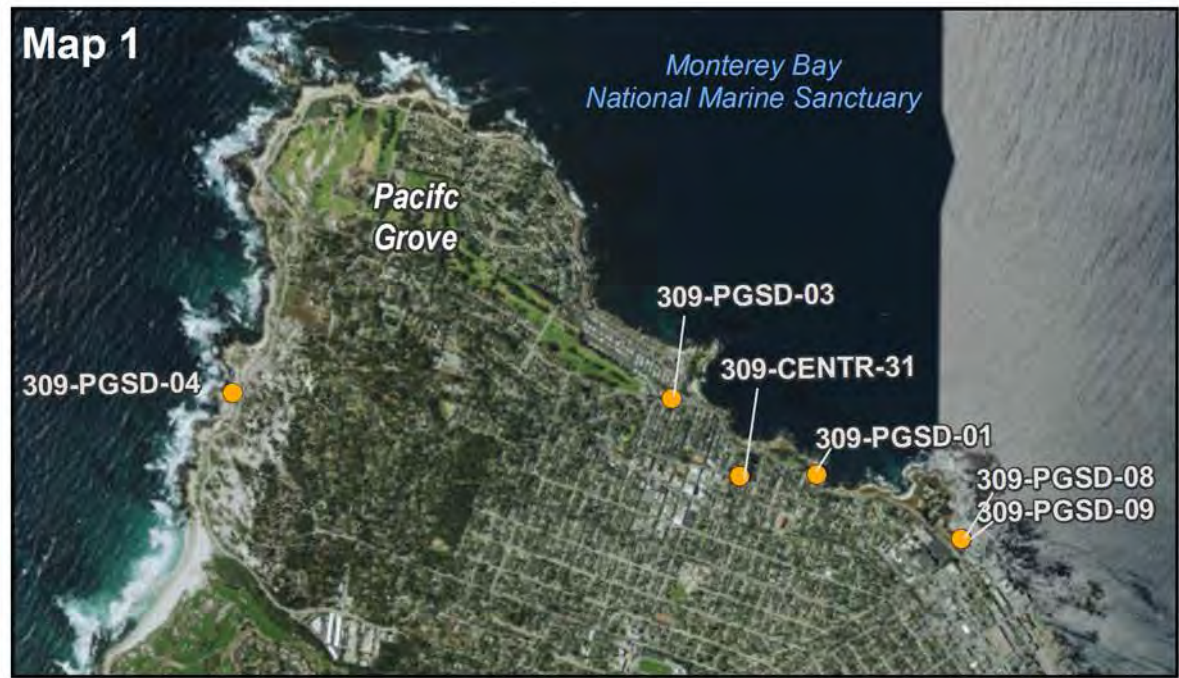 Map 1
Monterey Bay
National Marine Sanctuary
Pacifc
Grove
309-PGSD-03
309-CENTR-31
309-PGSD-04
309-PGSD-01
309-PGSD-08
309-PGSD-09